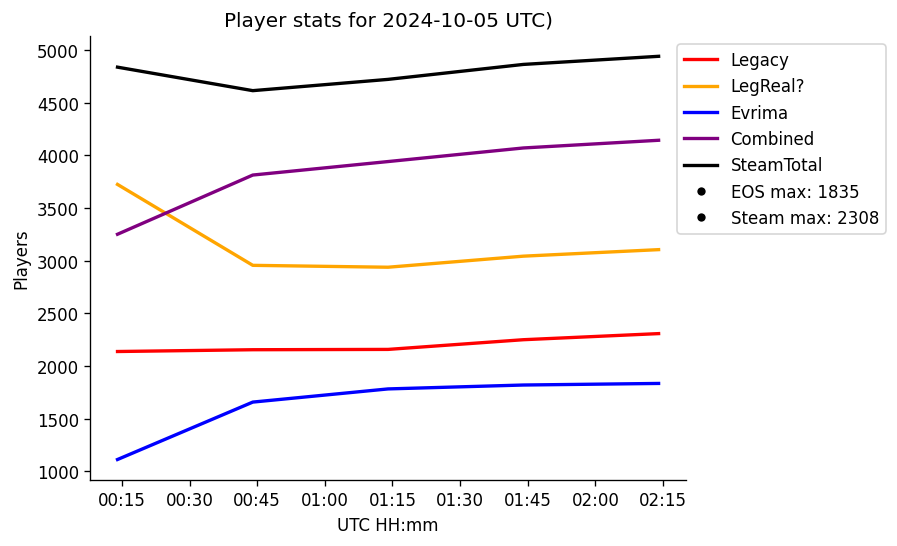 Player stats for 2024-10-05 UTC)
5000
4500
4000
3500
3000
2500
2000
1500
1000
Players
00:15 00:30 00:45 01:00 01:15 01:30 01:45 02:00 02:15
UTC HH:mm
Legacy
LegReal?
Evrima
Combined
SteamTotal
EOS max: 1835
Steam max: 2308